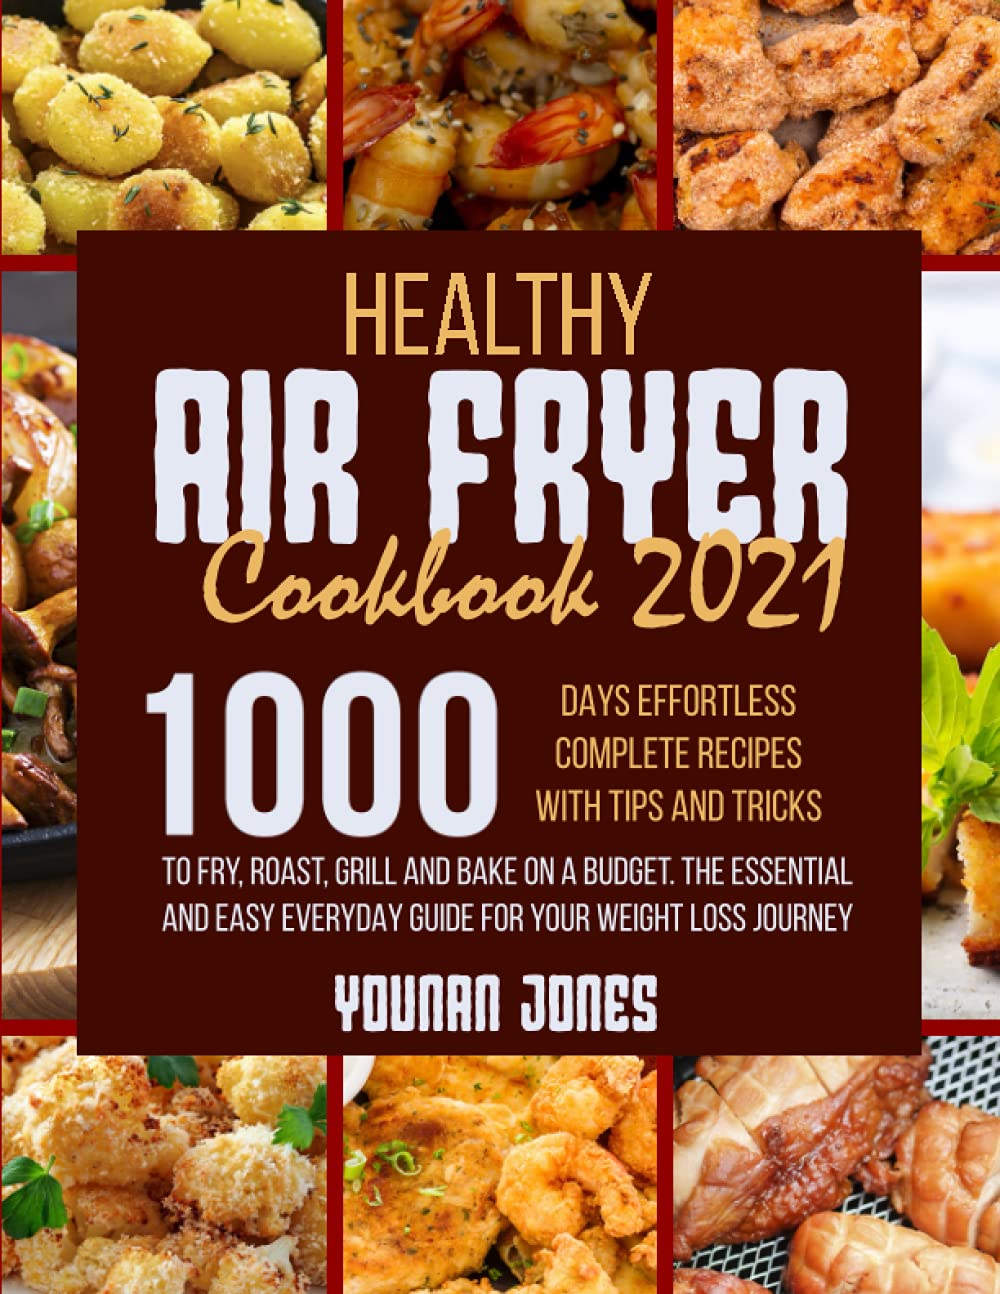 HEALTHY
AIR FRYER
Cookbook 2021
1000
DAYS EFFORTLESS
COMPLETE RECIPES
WITH TIPS AND TRICKS
TO FRY, ROAST, GRILL AND BAKE ON A BUDGET. THE ESSENTIAL
AND EASY EVERYDAY GUIDE FOR YOUR WEIGHT LOSS JOURNEY
YOUNAN JONES